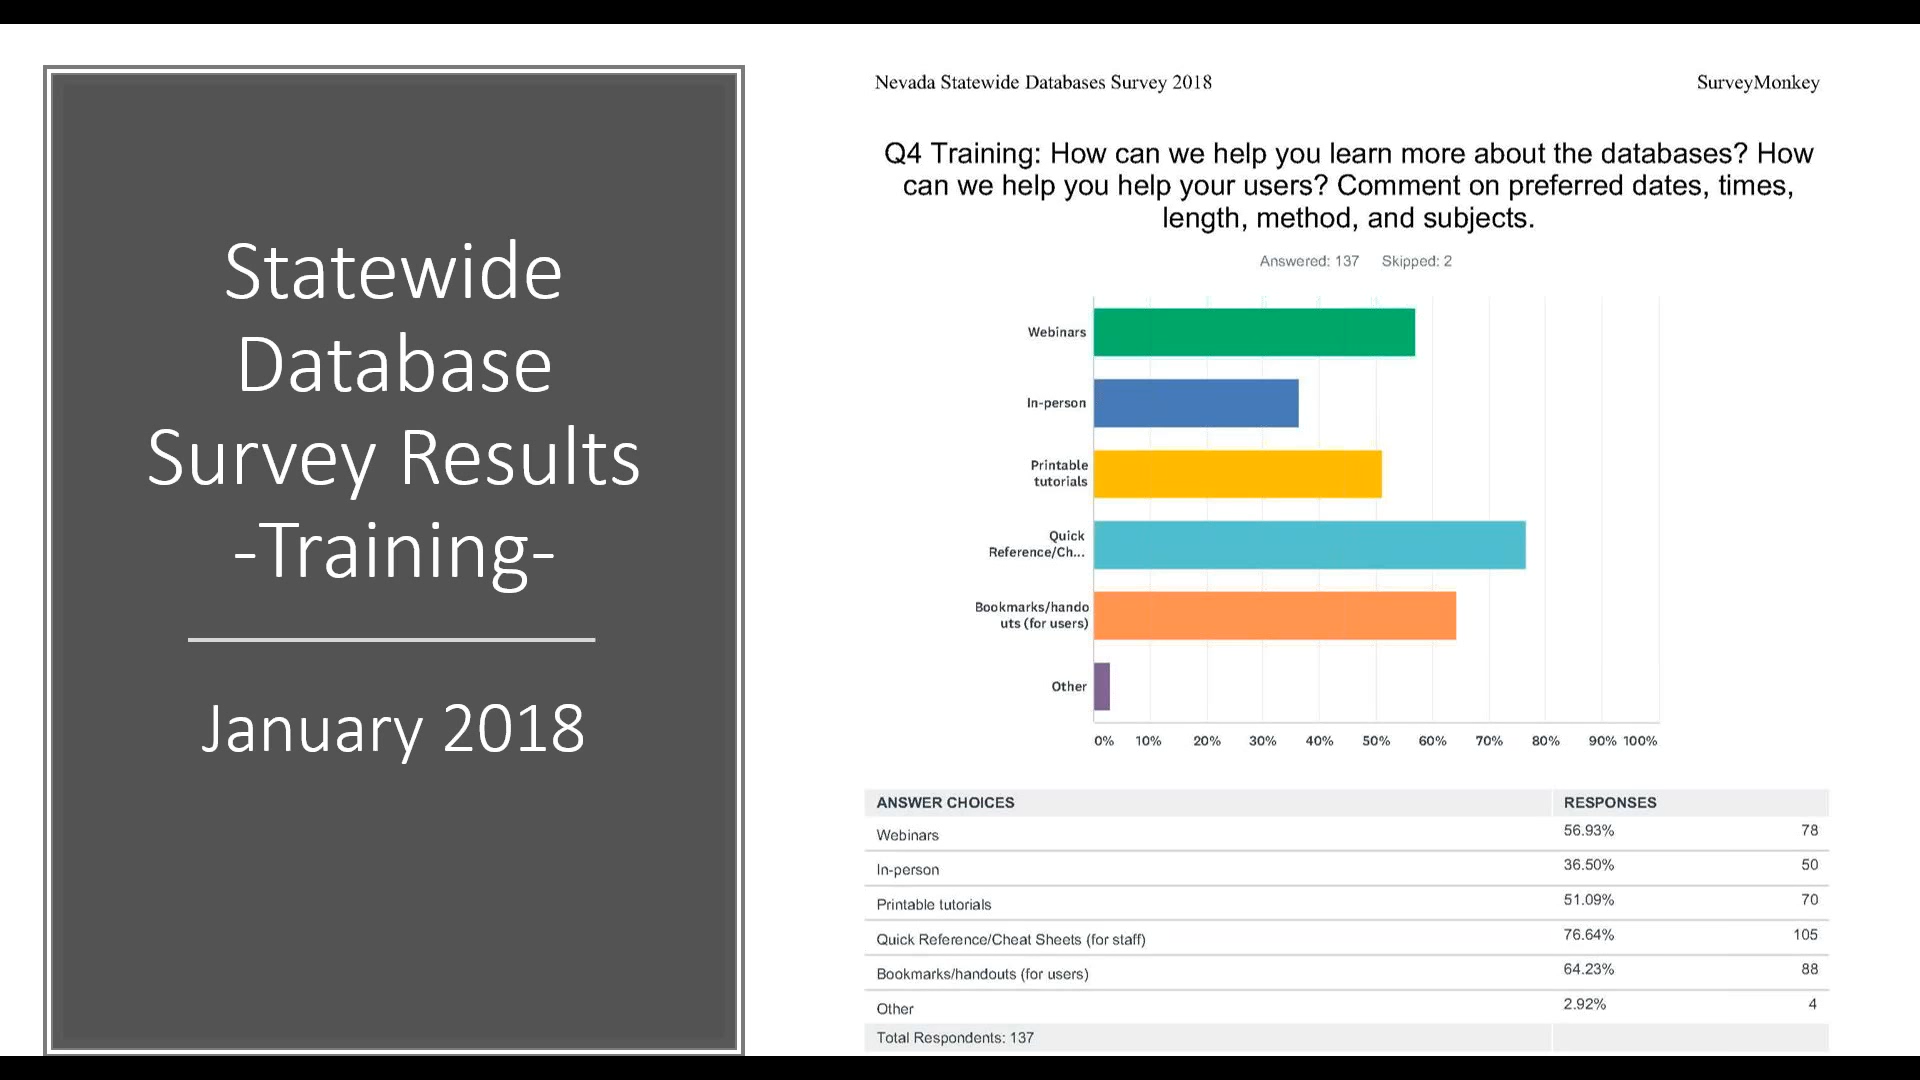 Statewide
Database
Survey Results
-Training-
January 2018
Nevada Statewide Databases Survey 2018
SurveyMonkey
Q4 Training: How can we help you learn more about the databases? How
can we help you help your users? Comment on preferred dates, times,
length, method, and subjects.
Answered: 137 Skipped: 2
Webinars
In-person
Printable
tutorials
Quick
Reference/Ch...
Bookmarks/hando
uts (for users)
Other
0% 10% 20% 30% 40% 50% 60% 70% 80% 90% 100%
ANSWER CHOICES RESPONSES
Webinars 56.93% 78
In-person 36.50% 50
Printable tutorials 51.09% 70
Quick Reference/Cheat Sheets (for staff) 76.64% 105
Bookmarks/handouts (for users) 64.23% 88
Other 2.92% 4
Total Respondents: 137